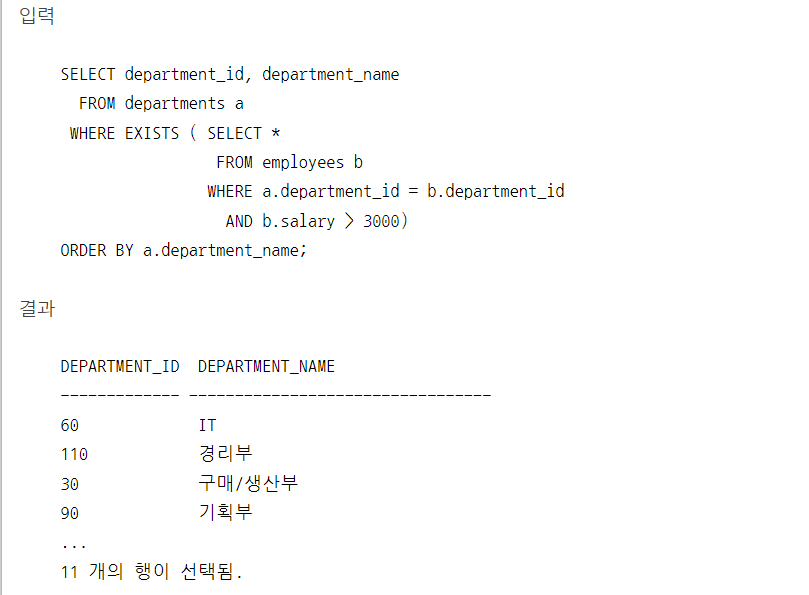 입력
SELECT department_id, department_name
FROM departments a
WHERE EXISTS ( SELECT *
FROM employees b
WHERE a.department_id = b.department_id
AND b.salary > 3000)
ORDER BY a.department_name;
결과
DEPARTMENT_ID DEPARTMENT_NAME
------------- ---------------------------------
60 IT
110 경리부
30 구매/생산부
90 기획부
...
11 개의 행이 선택됨.